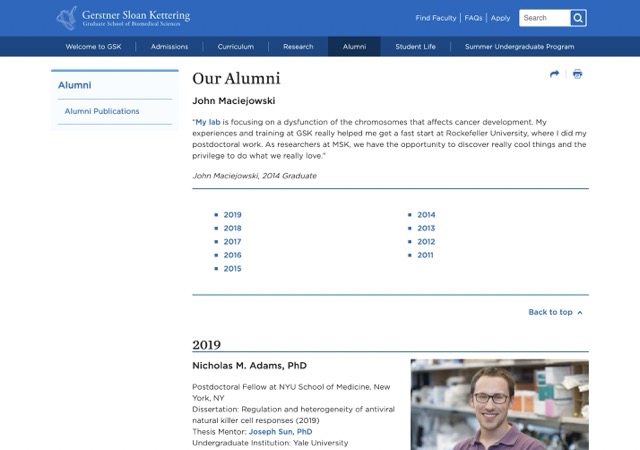 Gerstner Sloan Kettering
Graduate School of Biomedical Sciences
Find Faculty | FAQs | Apply
Search
Welcome to GSK
Admissions
Curriculum
Research
Alumni
Student Life
Summer Undergraduate Program
Alumni
Alumni Publications
Our Alumni
John Maciejowski
"My lab is focusing on a dysfunction of the chromosomes that affects cancer development. My
experiences and training at GSK really helped me get a fast start at Rockefeller University, where I did my
postdoctoral work. As researchers at MSK, we have the opportunity to discover really cool things and the
privilege to do what we really love."
John Maciejowski, 2014 Graduate
2019
2018
2017
2016
2015
2014
2013
2012
2011
Back to top
2019
Nicholas M. Adams, PhD
Postdoctoral Fellow at NYU School of Medicine, New
York, NY
Dissertation: Regulation and heterogeneity of antiviral
natural killer cell responses (2019)
Thesis Mentor: Joseph Sun, PhD
Undergraduate Institution: Yale University